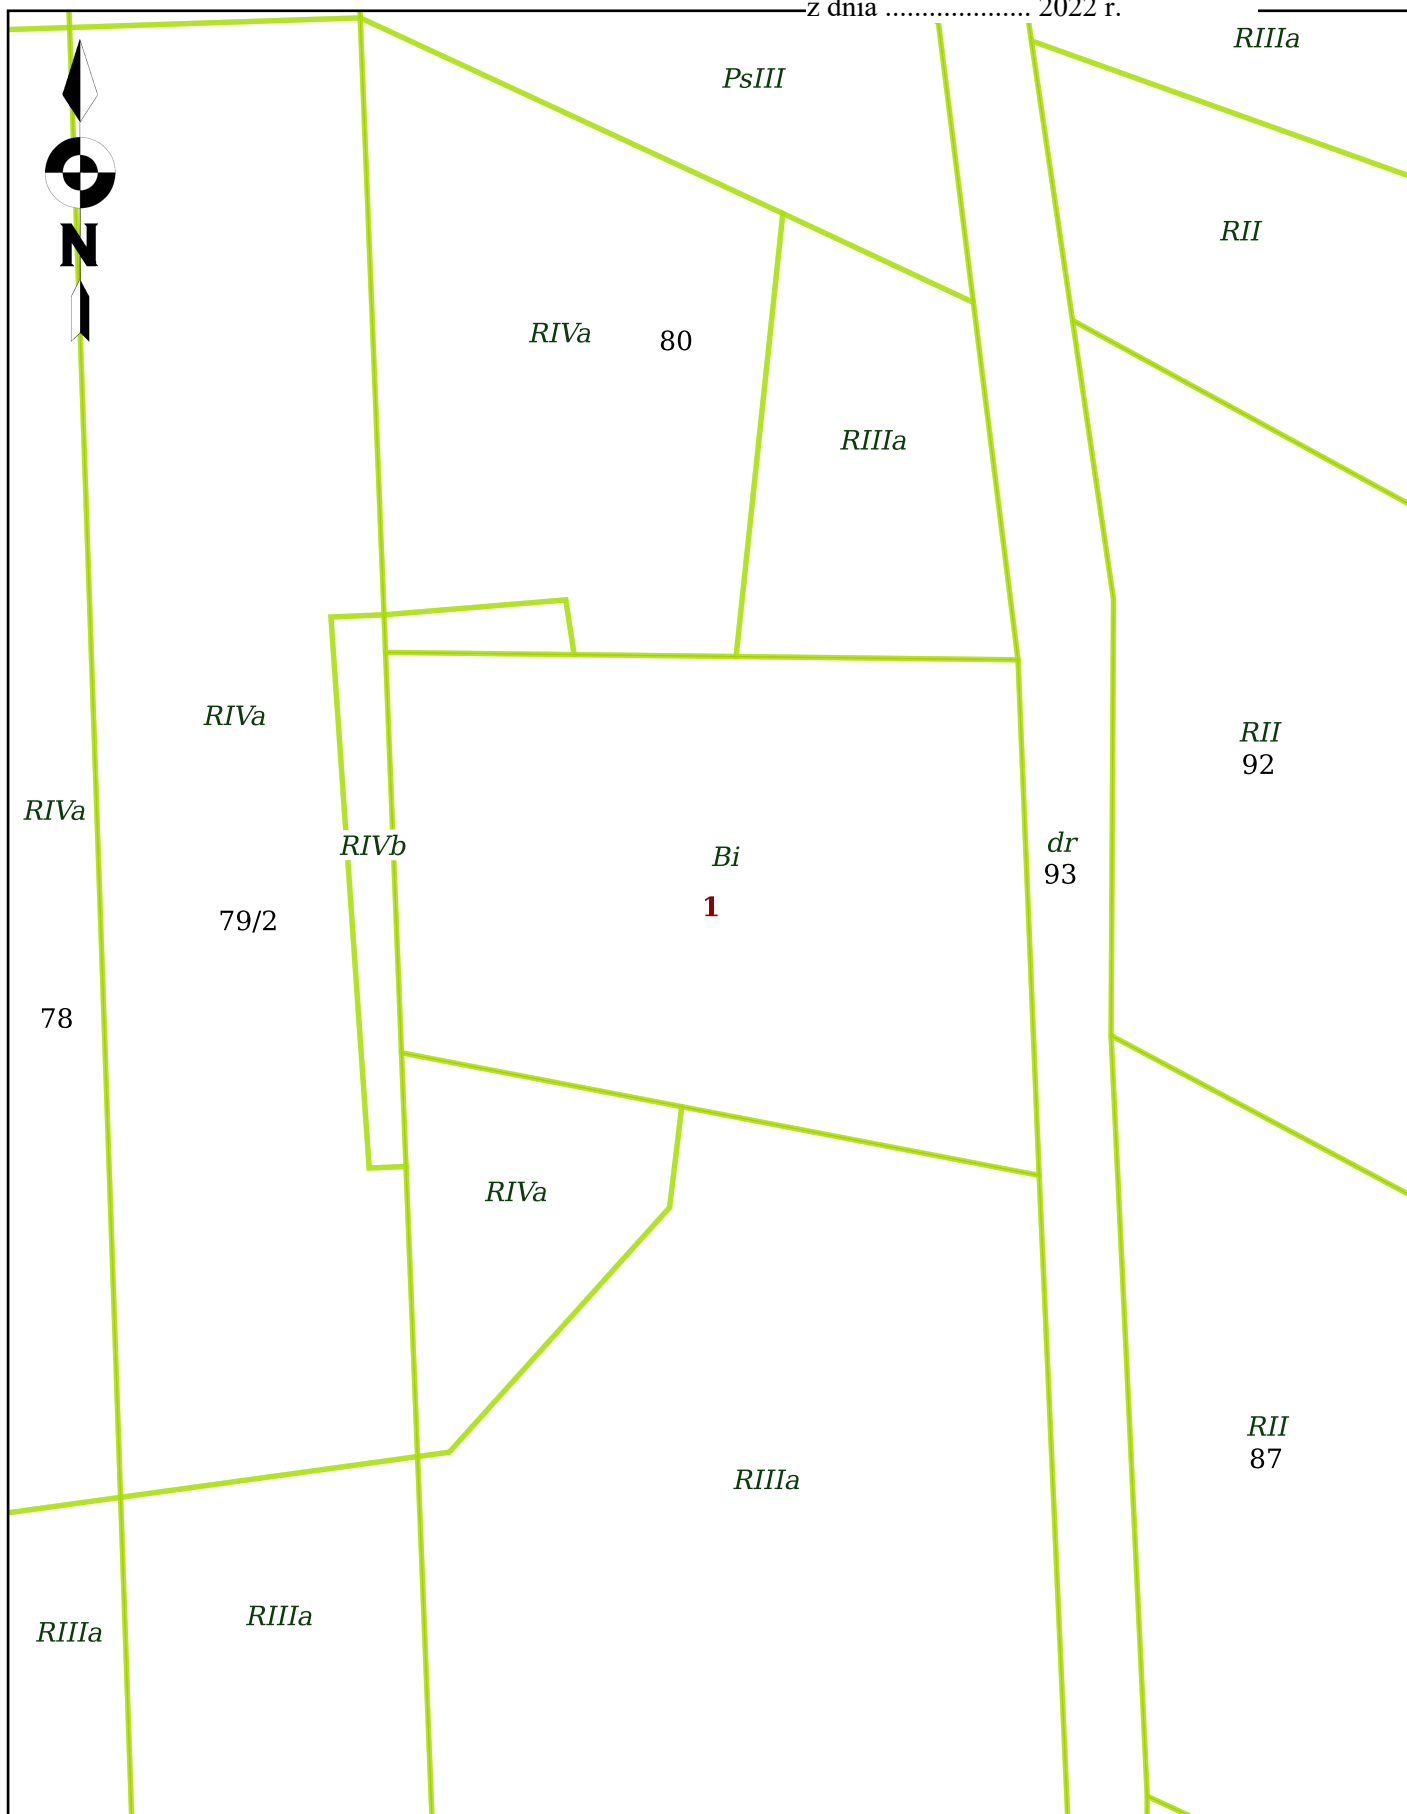 z dnia .................... 2022 r.
RIIIa
PsIII
RII
N
RIVa 80
RIIIa
RIVa
RII
92
RIVa
RIVb
Bi
1
dr
93
79/2
78
RIVa
RII
87
RIIIa
RIIIa
RIIIa